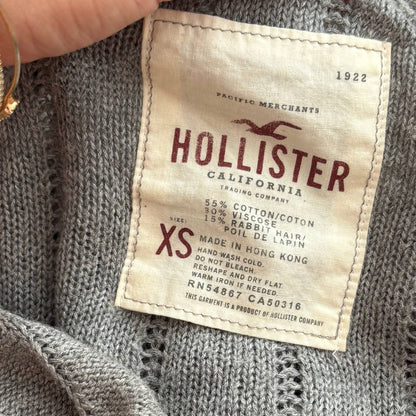 1922
PACIFIC MERCHANTS
HOLLISTER
CALIFORNIA
TRADING COMPANY
55% COTTON/COTON
30% VISCOSE
15% RABBIT HAIR/
POIL DE LAPIN
SIZE:
XS
MADE IN HONG KONG
HAND WASH COLD.
DO NOT BLEACH.
RESHAPE AND DRY FLAT.
WARM IRON IF NEEDED.
RN54867 CA50316
THIS GARMENT IS A PRODUCT OF HOLLISTER COMPANY